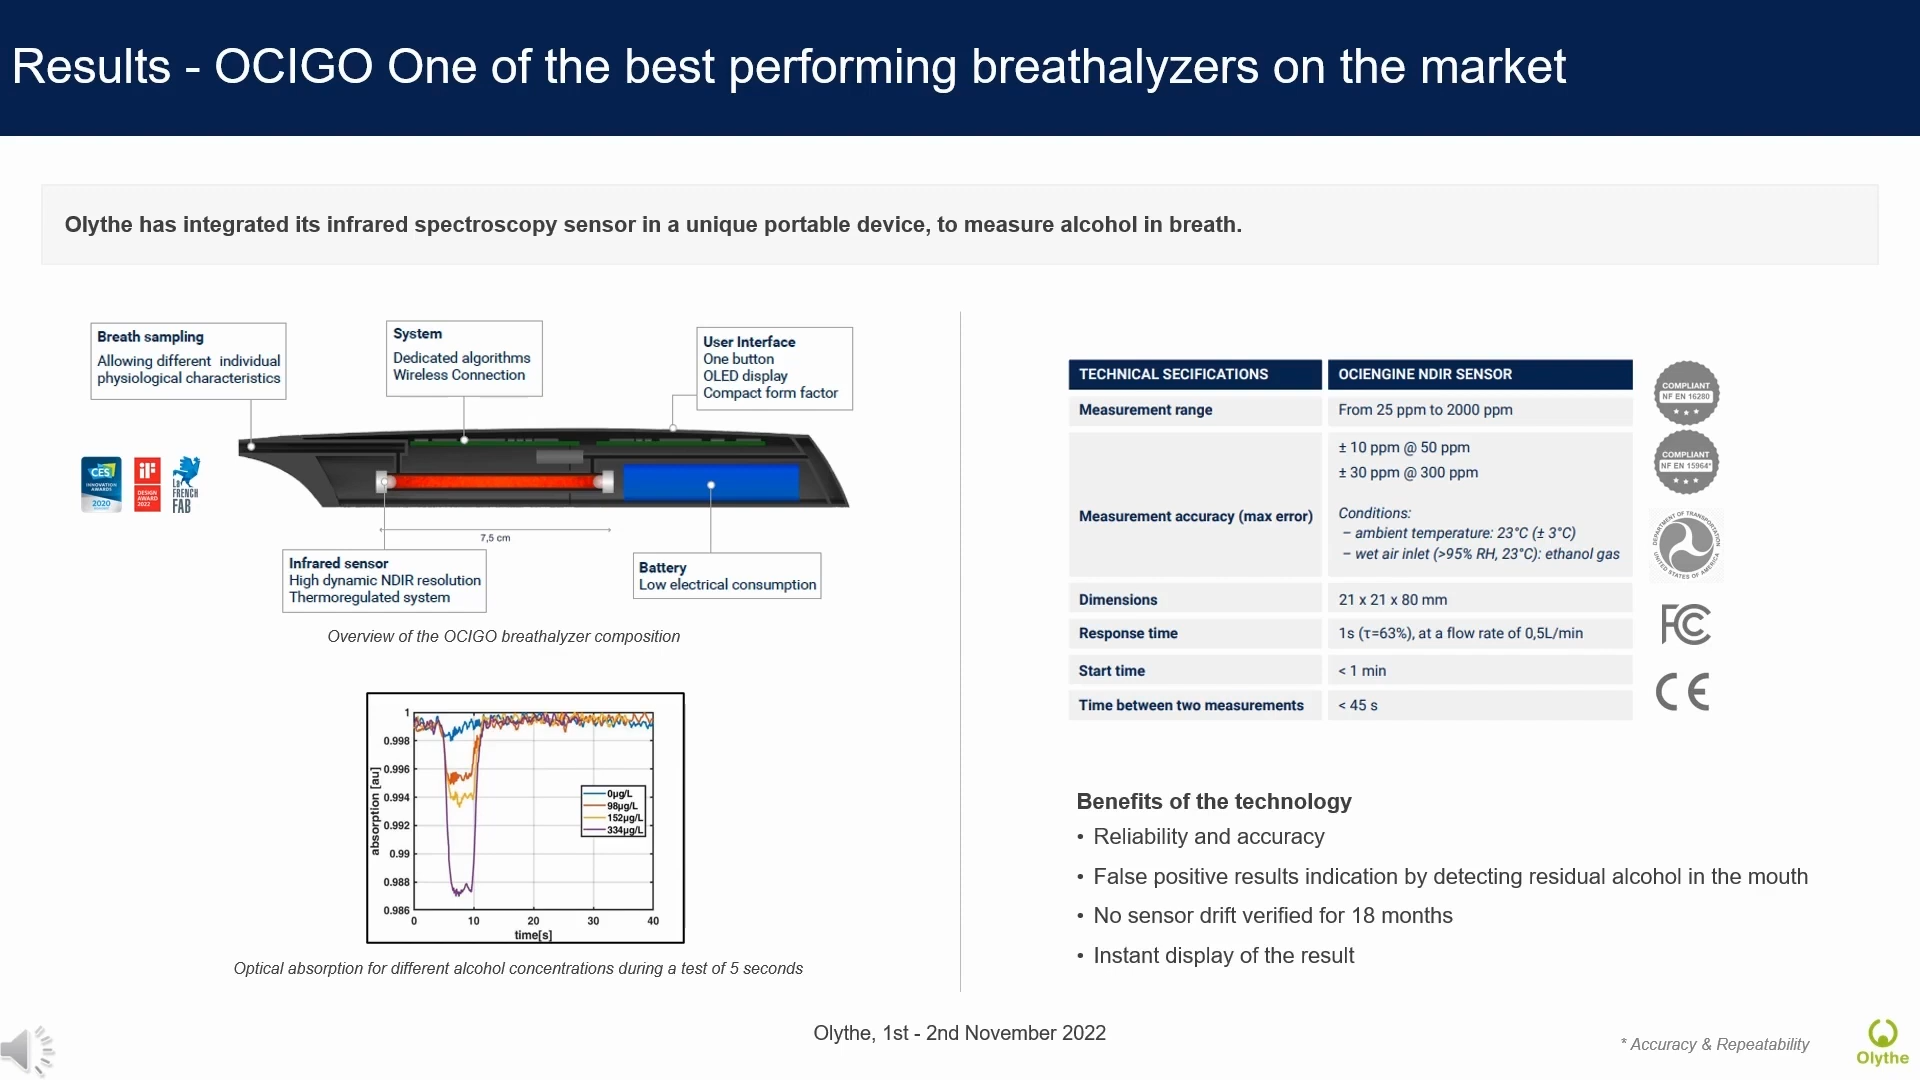 Results - OCIGO One of the best performing breathalyzers on the market
Olythe has integrated its infrared spectroscopy sensor in a unique portable device, to measure alcohol in breath.
Breath sampling
Allowing different individual
physiological characteristics
System
Dedicated algorithms
Wireless Connection
User Interface
One button
OLED display
Compact form factor
CES
INNOVATION
AWARDS
2020
iF
DESIGN
AWARD
2022
La
FRENCH
FAB
7,5 cm
Infrared sensor
High dynamic NDIR resolution
Thermoregulated system
Battery
Low electrical consumption
Overview of the OCIGO breathalyzer composition
1
0.998
0.996
0.994
0.992
0.99
0.988
0.986
absorption [au]
0 10 20 30 40
time[s]
0µg/L
98µg/L
152µg/L
334µg/L
Optical absorption for different alcohol concentrations during a test of 5 seconds
TECHNICAL SECIFICATIONS OCIENGINE NDIR SENSOR
Measurement range From 25 ppm to 2000 ppm
Measurement accuracy (max error)
± 10 ppm @ 50 ppm
± 30 ppm @ 300 ppm
Conditions:
– ambient temperature: 23°C (± 3°C)
– wet air inlet (>95% RH, 23°C): ethanol gas
Dimensions 21 x 21 x 80 mm
Response time 1s (τ=63%), at a flow rate of 0,5L/min
Start time < 1 min
Time between two measurements < 45 s
COMPLIANT
NF EN 16280
COMPLIANT
NF EN 15964*
DEPARTMENT OF TRANSPORTATION
UNITED STATES OF AMERICA
FC
CE
Benefits of the technology
• Reliability and accuracy
• False positive results indication by detecting residual alcohol in the mouth
• No sensor drift verified for 18 months
• Instant display of the result
Olythe, 1st - 2nd November 2022
* Accuracy & Repeatability
Olythe